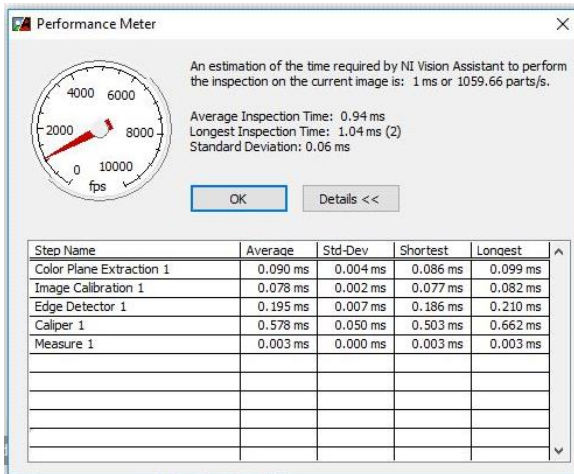 Performance Meter
An estimation of the time required by NI Vision Assistant to perform
the inspection on the current image is: 1 ms or 1059.66 parts/s.
4000 6000
2000 8000
0 10000
fps
Average Inspection Time: 0.94 ms
Longest Inspection Time: 1.04 ms (2)
Standard Deviation: 0.06 ms
OK Details <<
Step Name Average Std-Dev Shortest Longest
Color Plane Extraction 1 0.090 ms 0.004 ms 0.086 ms 0.099 ms
Image Calibration 1 0.078 ms 0.002 ms 0.077 ms 0.082 ms
Edge Detector 1 0.195 ms 0.007 ms 0.186 ms 0.210 ms
Caliper 1 0.578 ms 0.050 ms 0.503 ms 0.662 ms
Measure 1 0.003 ms 0.000 ms 0.003 ms 0.003 ms